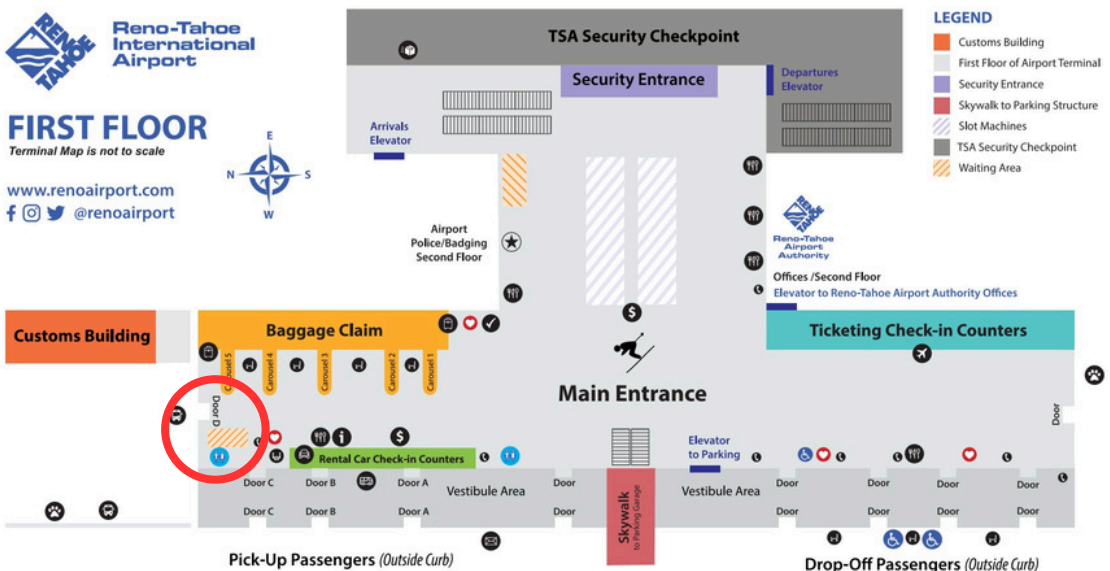 RENO
TAHOE
Reno-Tahoe
International
Airport
FIRST FLOOR
Terminal Map is not to scale
www.renoairport.com
@renoairport
E
N
S
W
TSA Security Checkpoint
Security Entrance
Departures
Elevator
Arrivals
Elevator
LEGEND
Customs Building
First Floor of Airport Terminal
Security Entrance
Skywalk to Parking Structure
Slot Machines
TSA Security Checkpoint
Waiting Area
Airport
Police/Badging
Second Floor
RENO
TAHOE
Reno-Tahoe
Airport
Authority
Offices /Second Floor
Elevator to Reno-Tahoe Airport Authority Offices
Customs Building
Baggage Claim
Ticketing Check-in Counters
$
Carousel 5
Carousel 4
Carousel 3
Carousel 2
Carousel 1
Main Entrance
Door D
Door
i
$
Rental Car Check-in Counters
Elevator
to Parking
Door C
Door B
Door A
Vestibule Area
Door
Skywalk
to Parking Garage
Vestibule Area
Door
Door
Door
Door
Door C
Door B
Door A
Door
Door
Door
Door
Door
Pick-Up Passengers (Outside Curb)
Drop-Off Passengers (Outside Curb)